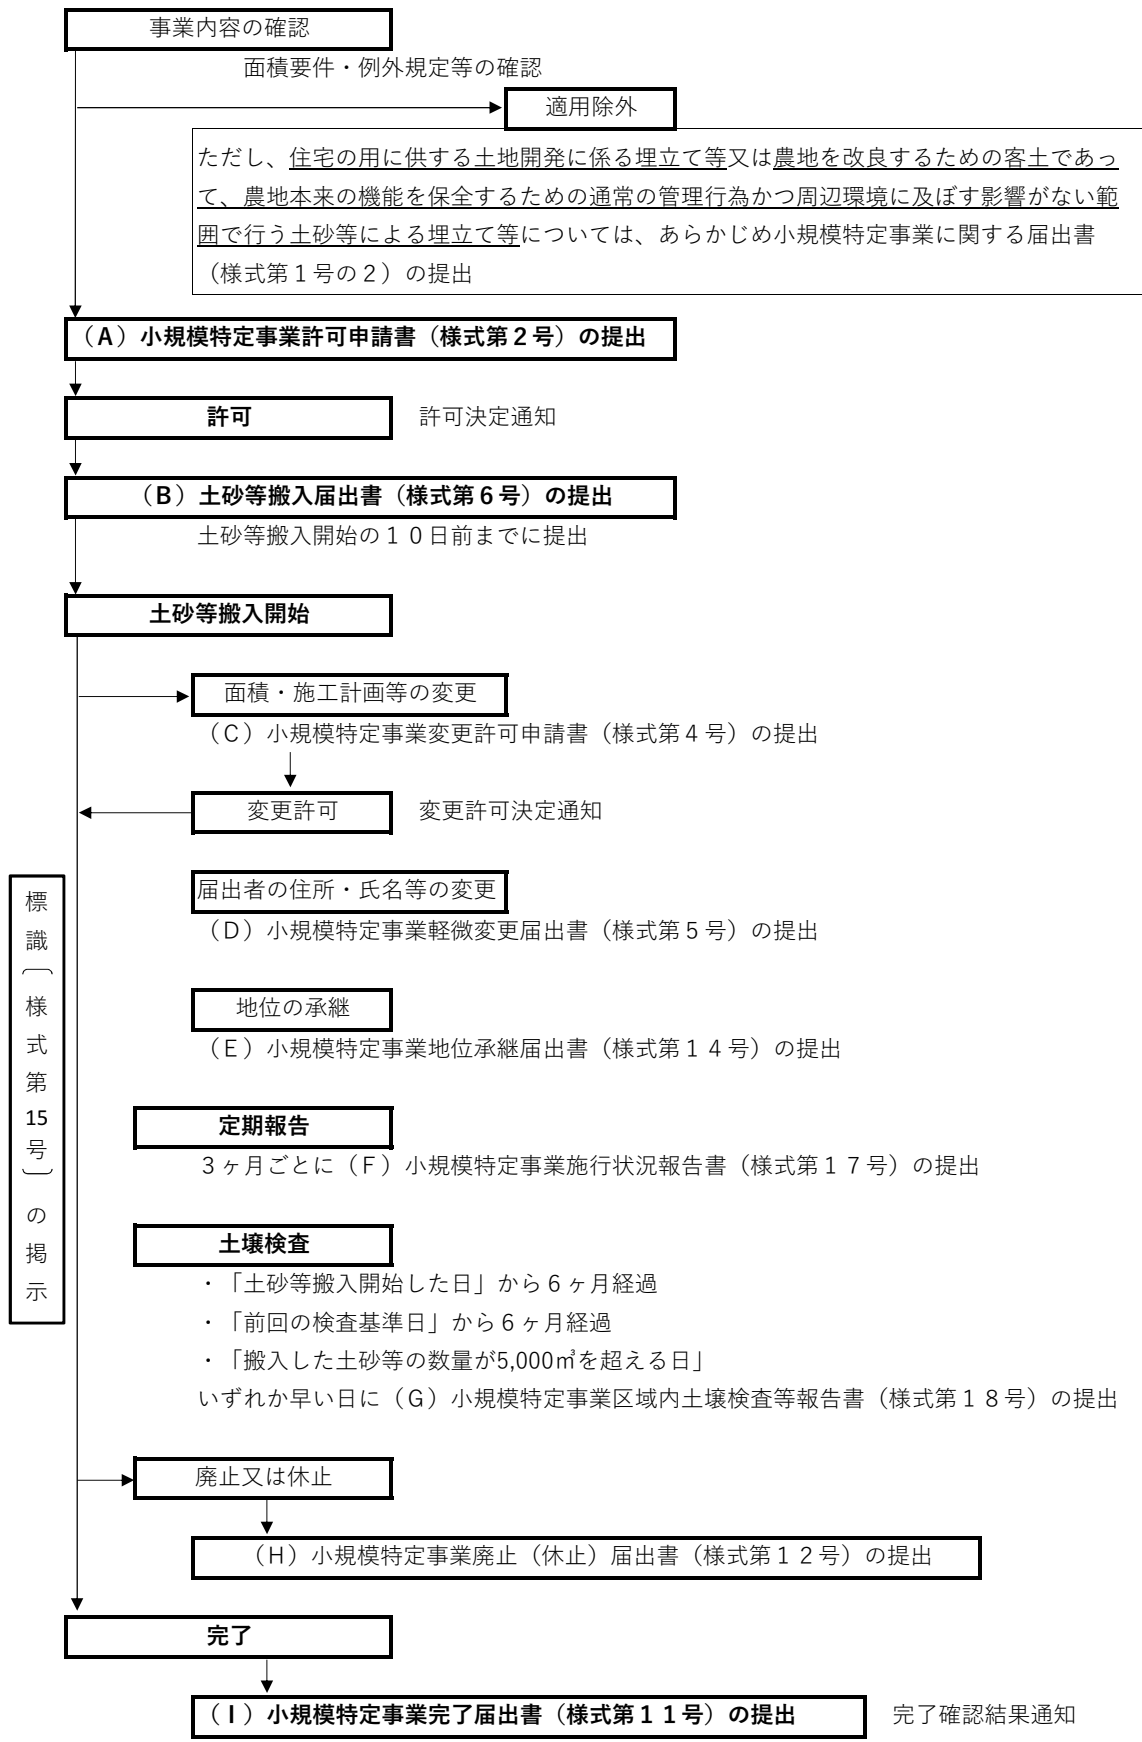 事業内容の確認
面積要件・例外規定等の確認
適用除外
ただし、住宅の用に供する土地開発に係る埋立て等又は農地を改良するための客土であっ
て、農地本来の機能を保全するための通常の管理行為かつ周辺環境に及ぼす影響がない範
囲で行う土砂等による埋立て等については、あらかじめ小規模特定事業に関する届出書
（様式第１号の２）の提出
（Ａ）小規模特定事業許可申請書（様式第２号）の提出
許可 許可決定通知
（Ｂ）土砂等搬入届出書（様式第６号）の提出
土砂等搬入開始の１０日前までに提出
土砂等搬入開始
面積・施工計画等の変更
（Ｃ）小規模特定事業変更許可申請書（様式第４号）の提出
変更許可 変更許可決定通知
届出者の住所・氏名等の変更
（Ｄ）小規模特定事業軽微変更届出書（様式第５号）の提出
地位の承継
（Ｅ）小規模特定事業地位承継届出書（様式第１４号）の提出
定期報告
３ヶ月ごとに（Ｆ）小規模特定事業施行状況報告書（様式第１７号）の提出
土壌検査
・「土砂等搬入開始した日」から６ヶ月経過
・「前回の検査基準日」から６ヶ月経過
・「搬入した土砂等の数量が5,000㎥を超える日」
いずれか早い日に（Ｇ）小規模特定事業区域内土壌検査等報告書（様式第１８号）の提出
標識〔様式第15号〕の掲示
廃止又は休止
（Ｈ）小規模特定事業廃止（休止）届出書（様式第１２号）の提出
完了
（Ｉ）小規模特定事業完了届出書（様式第１１号）の提出 完了確認結果通知